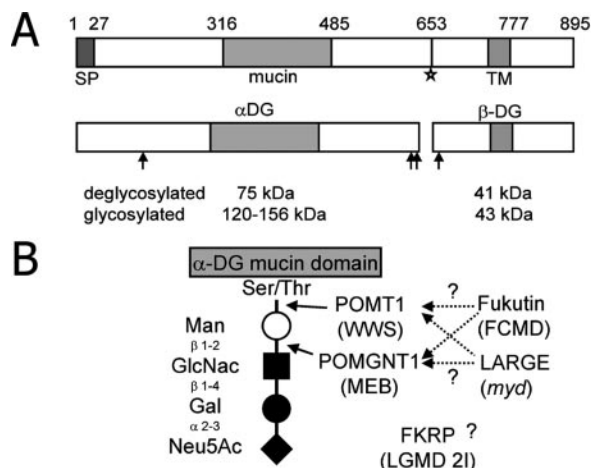 A
1 27 316 485 653 777 895
SP mucin TM
αDG β-DG
deglycosylated 75 kDa 41 kDa
glycosylated 120-156 kDa 43 kDa
B
α-DG mucin domain
Ser/Thr
Man POMT1 ? Fukutin
(WWS) (FCMD)
β 1-2
GlcNac POMGNT1 LARGE
β 1-4 (MEB) ? (myd)
Gal
α 2-3
Neu5Ac FKRP ?
(LGMD 2I)